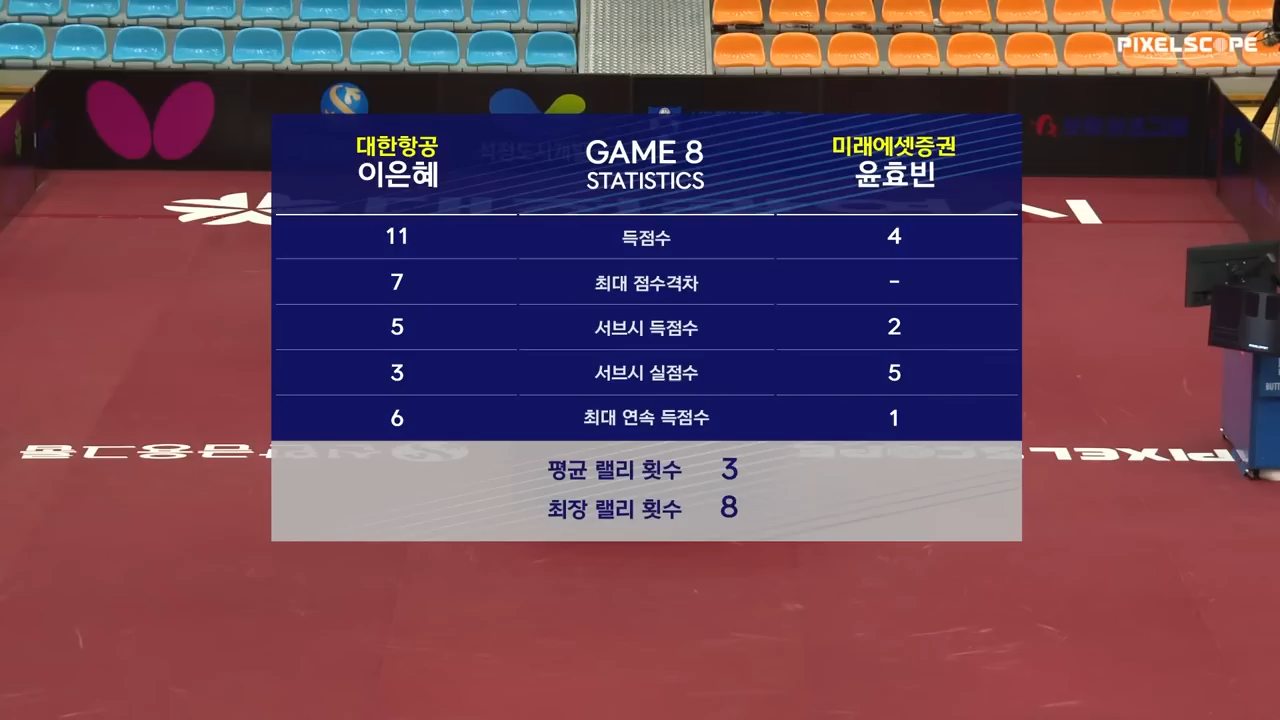 PIXELSCOPE
대한항공
이은혜
GAME 8
STATISTICS
미래에셋증권
윤효빈
11 득점수 4
7 최대 점수격차 -
5 서브시 득점수 2
3 서브시 실점수 5
6 최대 연속 득점수 1
평균 랠리 횟수 3
최장 랠리 횟수 8
PIXEL SCOPE